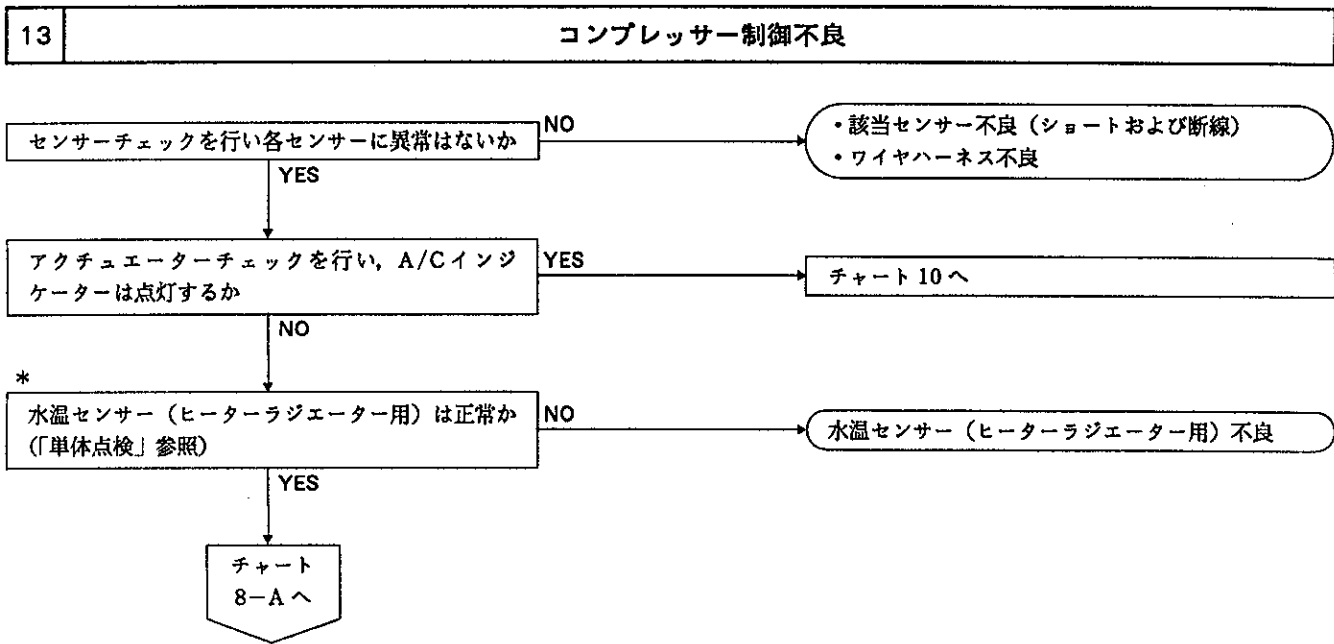 13
コンプレッサー制御不良
センサーチェックを行い各センサーに異常はないか
NO
・該当センサー不良（ショートおよび断線）
・ワイヤハーネス不良
YES
アクチュエーターチェックを行い，A/Cインジ
ケーターは点灯するか
YES
チャート10へ
NO
*
水温センサー（ヒーターラジエーター用）は正常か
（「単体点検」参照）
NO
水温センサー（ヒーターラジエーター用）不良
YES
チャート
8−Aへ